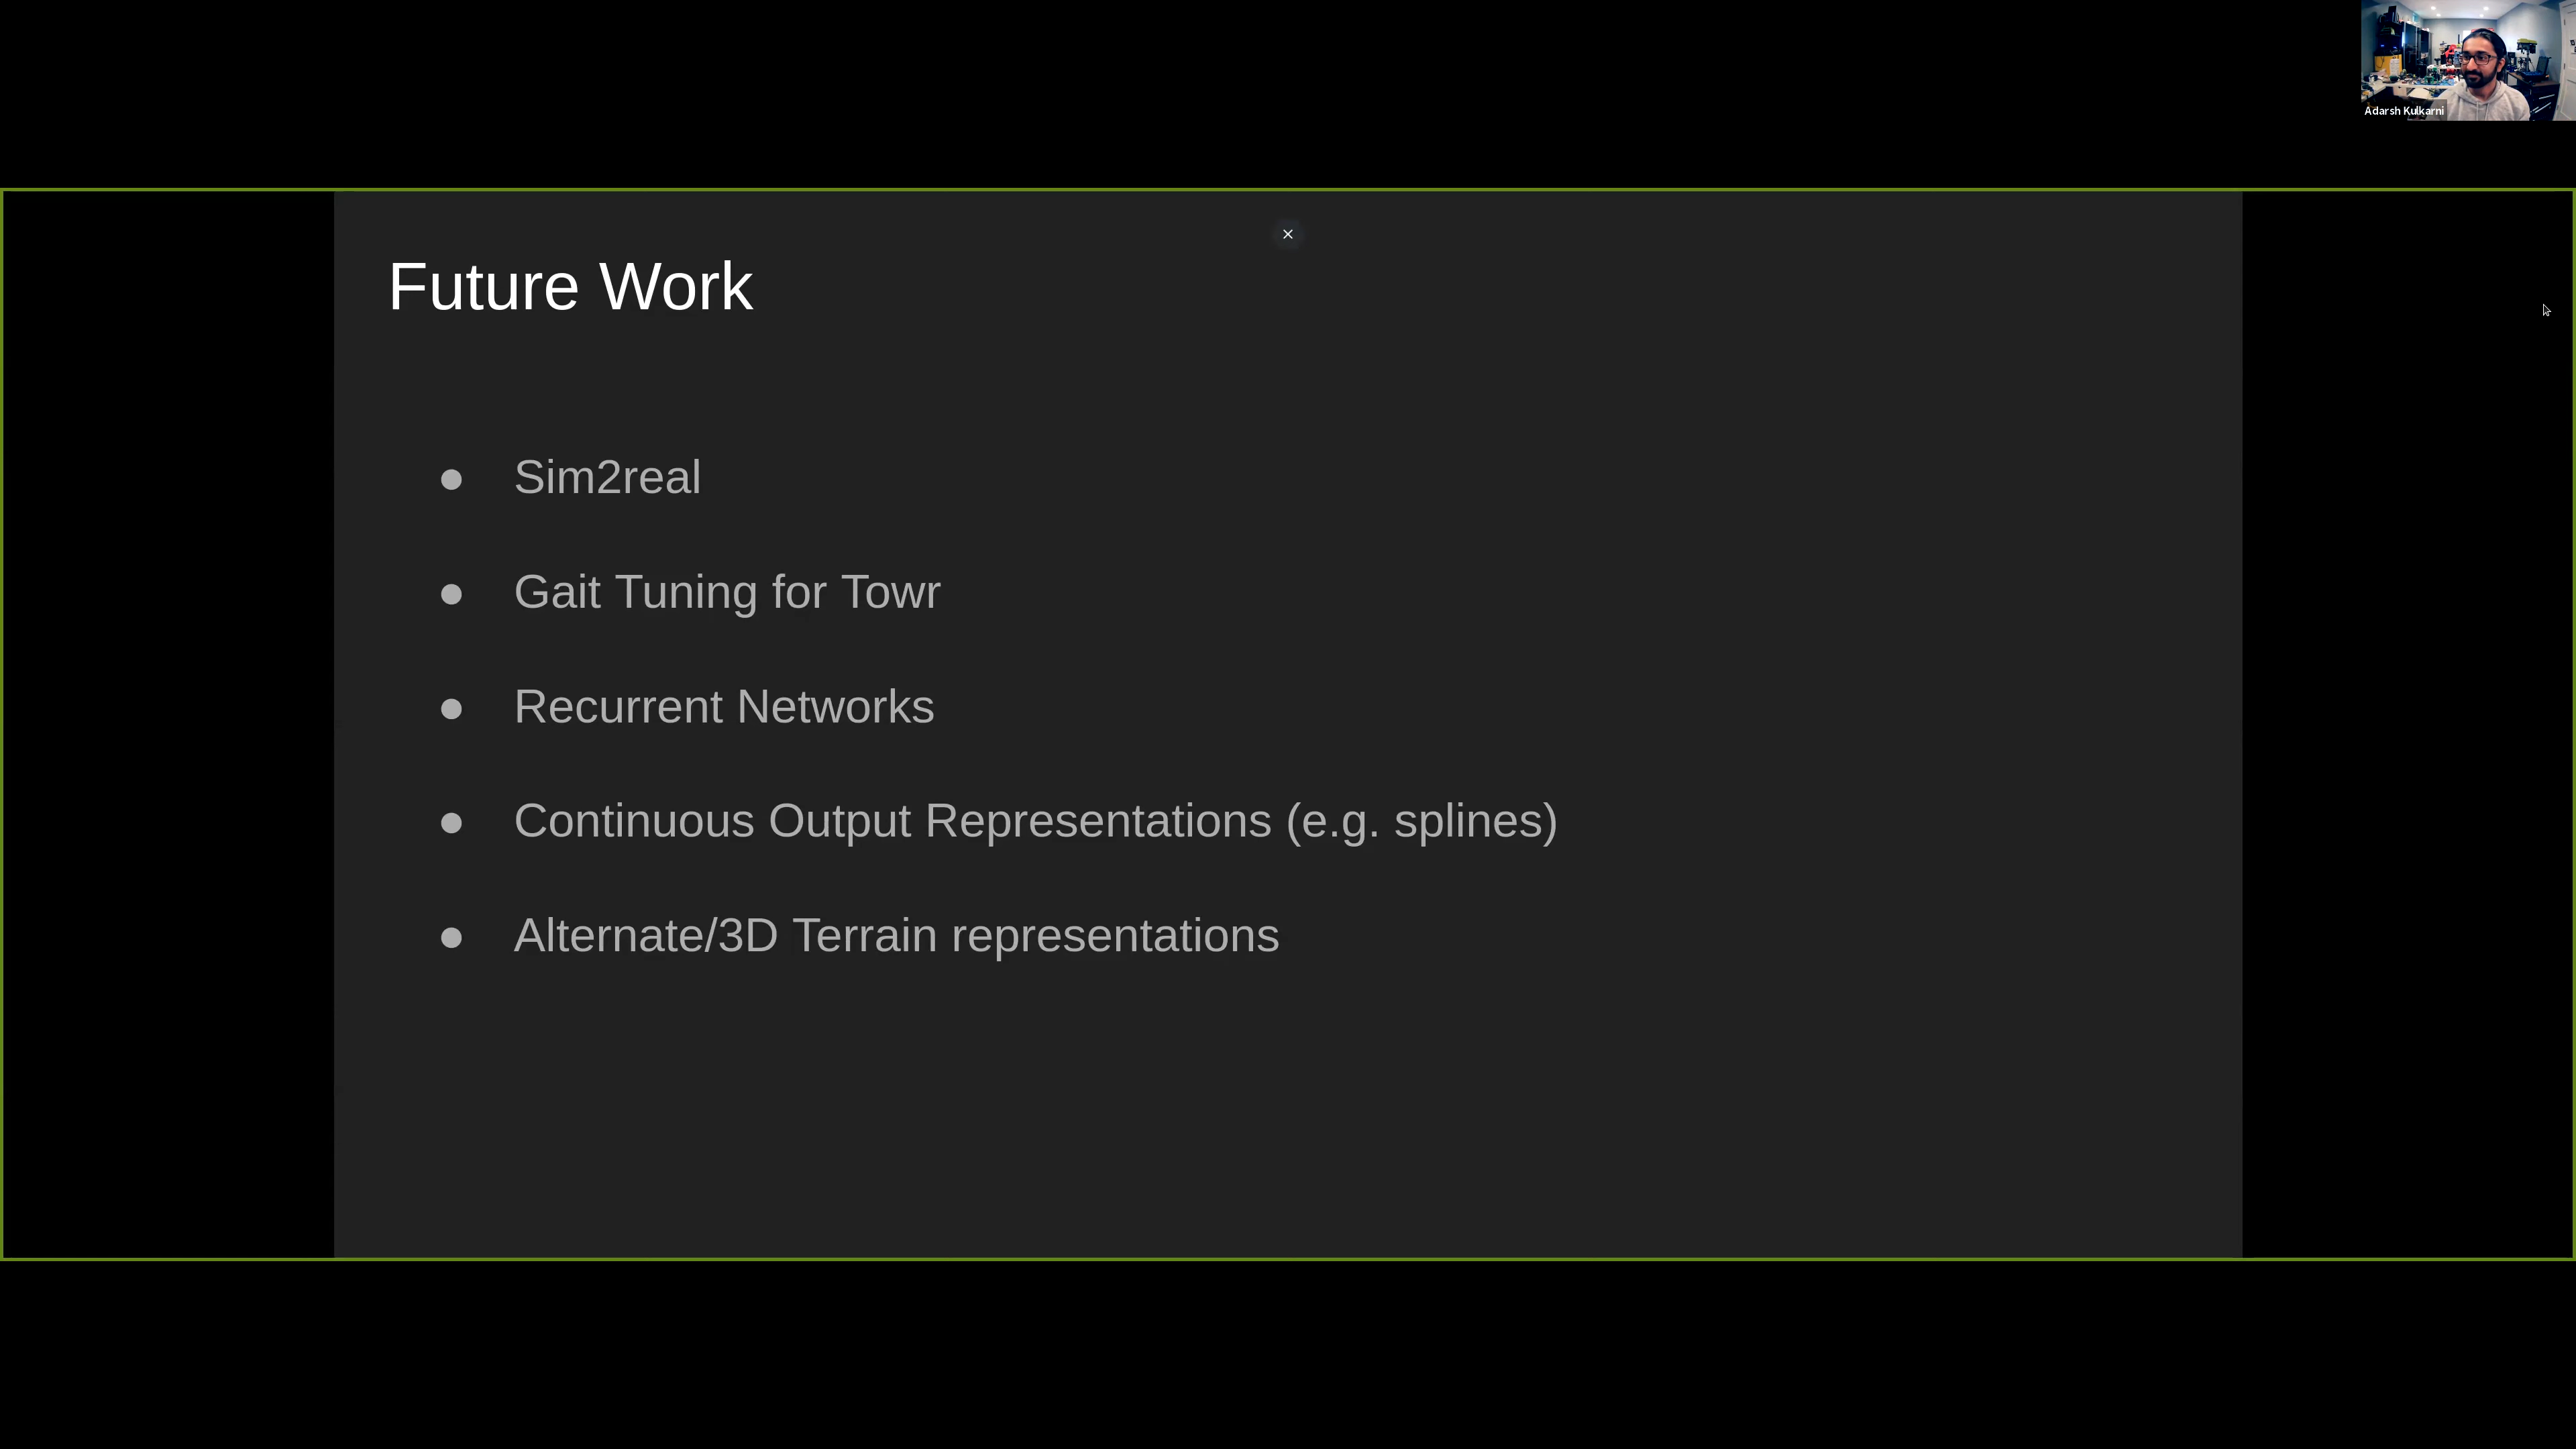 Adarsh Kulkarni
Future Work
● Sim2real
● Gait Tuning for Towr
● Recurrent Networks
● Continuous Output Representations (e.g. splines)
● Alternate/3D Terrain representations